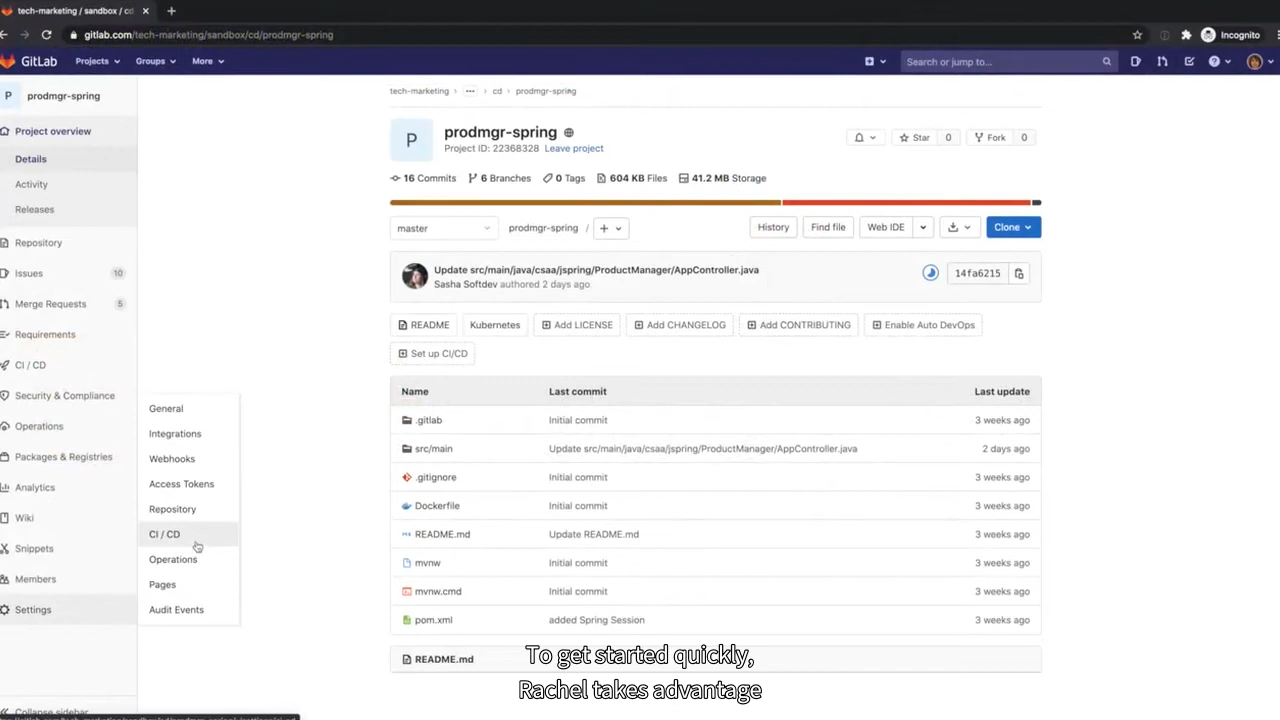 tech-marketing / sandbox / cd
gitlab.com/tech-marketing/sandbox/cd/prodmgr-spring
Incognito
GitLab
Projects
Groups
More
Search or jump to...
P
prodmgr-spring
Project overview
Details
Activity
Releases
Repository
Issues 10
Merge Requests 5
Requirements
CI / CD
Security & Compliance
Operations
Packages & Registries
Analytics
Wiki
Snippets
Members
Settings
Collapse sidebar
General
Integrations
Webhooks
Access Tokens
Repository
CI / CD
Operations
Pages
Audit Events
tech-marketing > ... > cd > prodmgr-spring
P
prodmgr-spring
Project ID: 22368328 Leave project
Star 0
Fork 0
16 Commits 6 Branches 0 Tags 604 KB Files 41.2 MB Storage
master
prodmgr-spring / +
History
Find file
Web IDE
Clone
Update src/main/java/csaa/jspring/ProductManager/AppController.java
Sasha Softdev authored 2 days ago
14fa6215
README Kubernetes Add LICENSE Add CHANGELOG Add CONTRIBUTING Enable Auto DevOps
Set up CI/CD
Name Last commit Last update
.gitlab Initial commit 3 weeks ago
src/main Update src/main/java/csaa/jspring/ProductManager/AppController.java 2 days ago
.gitignore Initial commit 3 weeks ago
Dockerfile Initial commit 3 weeks ago
README.md Update README.md 3 weeks ago
mvnw Initial commit 3 weeks ago
mvnw.cmd Initial commit 3 weeks ago
pom.xml added Spring Session 3 weeks ago
README.md
To get started quickly,
Rachel takes advantage